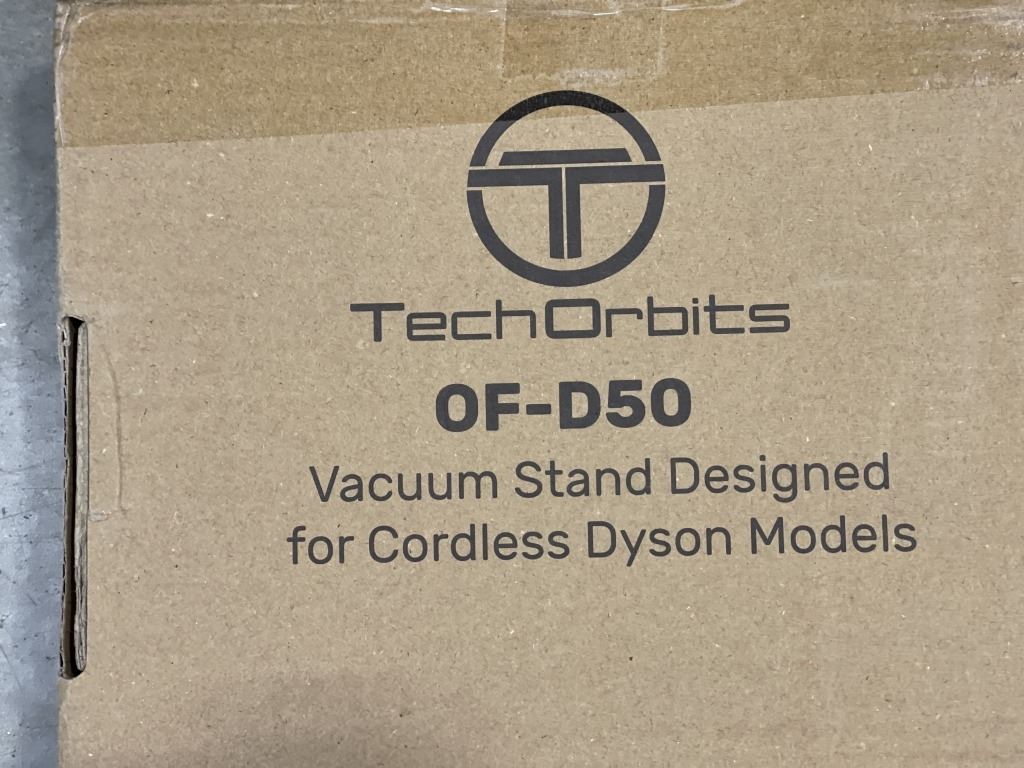 TechOrbits
OF-D50
Vacuum Stand Designed
for Cordless Dyson Models